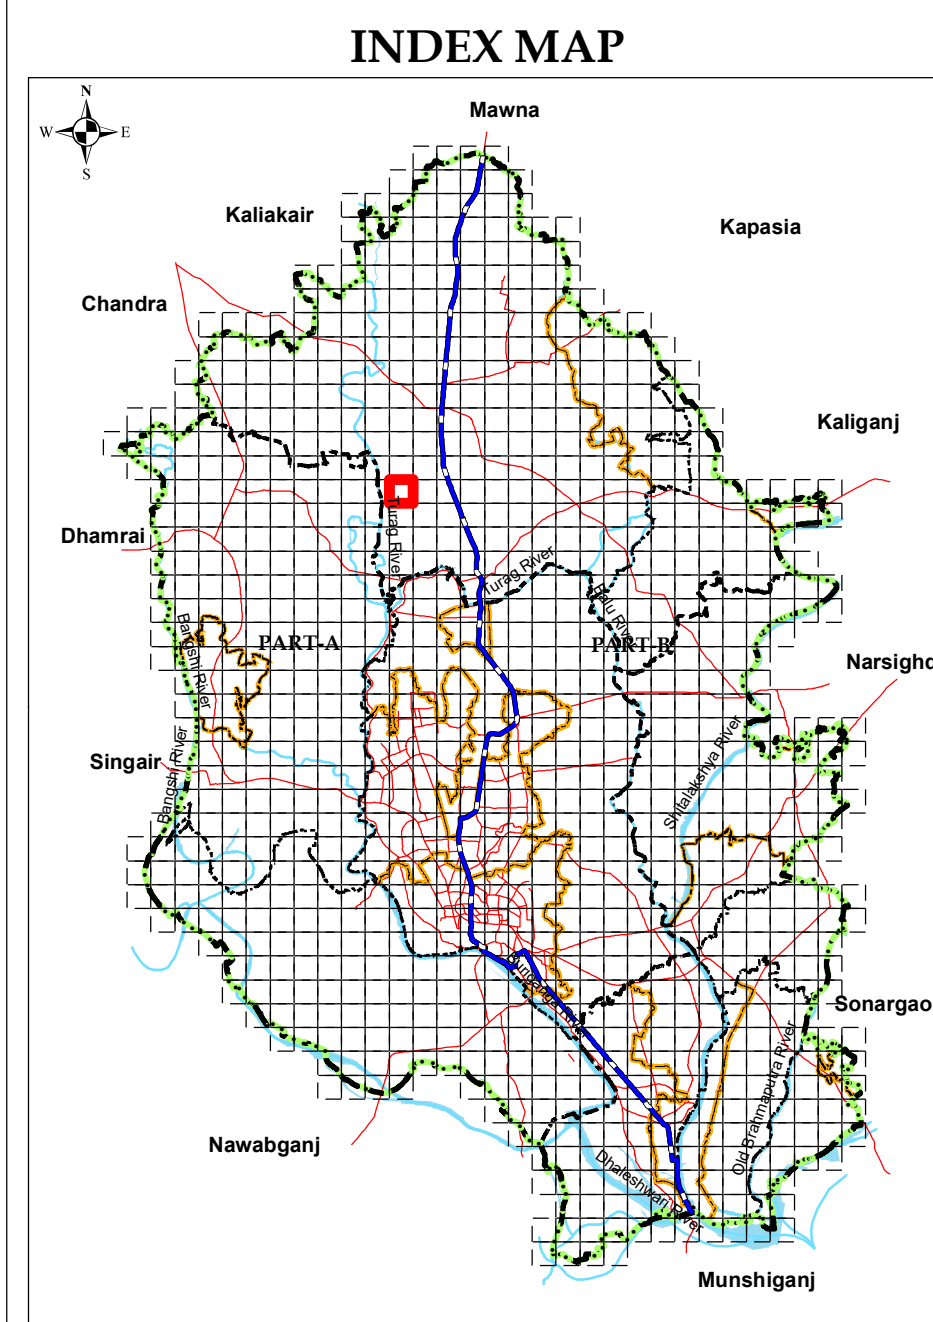 INDEX MAP
N
W E
S
Mawna
Kaliakair
Kapasia
Chandra
Kaliganj
Dhamrai
Turag River
Turag River
Balu River
Bangshi River
PART-A
PART-B
Narsighd
Singair
Bangshi River
Shitalakshya River
Buriganga River
Sonargao
Old Brahmaputra River
Nawabganj
Dhaleshwari River
Munshiganj